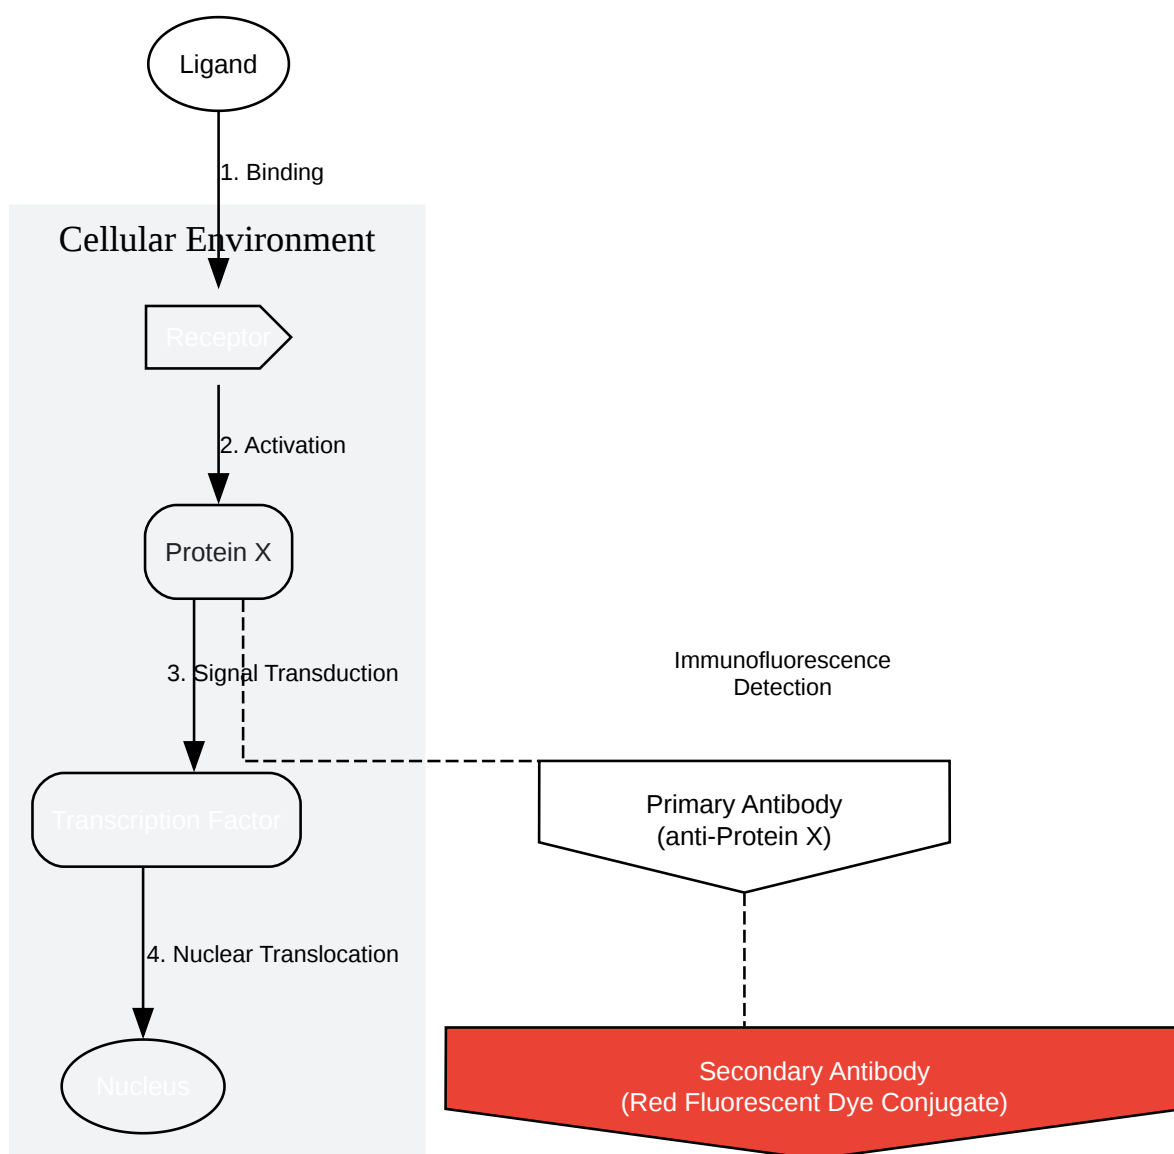 Ligand
1. Binding
Cellular Environment
Receptor
2. Activation
Protein X
3. Signal Transduction
Immunofluorescence
Detection
Transcription Factor
Primary Antibody
(anti-Protein X)
4. Nuclear Translocation
Nucleus
Secondary Antibody
(Red Fluorescent Dye Conjugate)